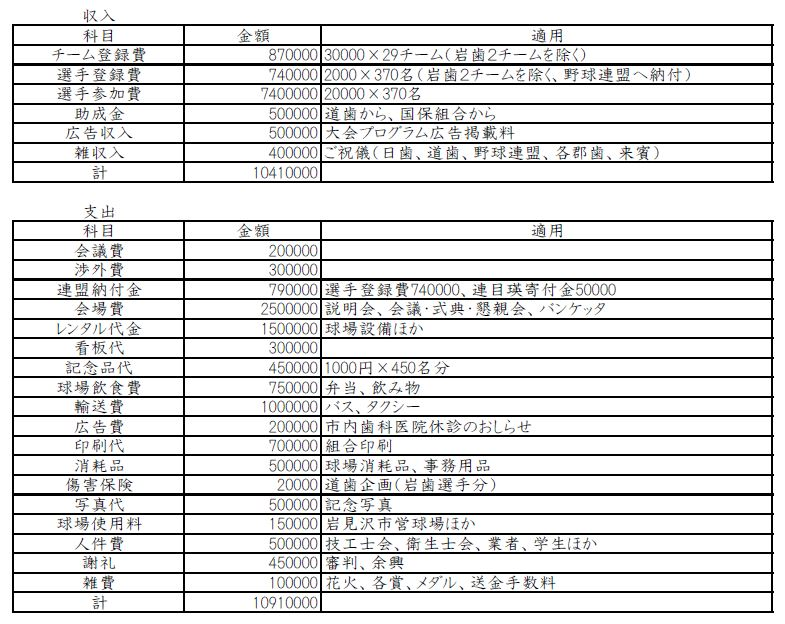 収入
科目 金額 適用
チーム登録費 870000 30000×29チーム(岩歯2チームを除く)
選手登録費 740000 2000×370名(岩歯2チームを除く、野球連盟へ納付)
選手参加費 7400000 20000×370名
助成金 500000 道歯から、国保組合から
広告収入 500000 大会プログラム広告掲載料
雑収入 400000 ご祝儀(日歯、道歯、野球連盟、各郡歯、来賓)
計 10410000
支出
科目 金額 適用
会議費 200000
渉外費 300000
連盟納付金 790000 選手登録費740000、連目瑛寄付金50000
会場費 2500000 説明会、会議・式典・懇親会、バンケッタ
レンタル代金 1500000 球場設備ほか
看板代 300000
記念品代 450000 1000円×450名分
球場飲食費 750000 弁当、飲み物
輸送費 1000000 バス、タクシー
広告費 200000 市内歯科医院休診のおしらせ
印刷代 700000 組合印刷
消耗品 500000 球場消耗品、事務用品
傷害保険 20000 道歯企画(岩歯選手分)
写真代 500000 記念写真
球場使用料 150000 岩見沢市営球場ほか
人件費 500000 技工士会、衛生士会、業者、学生ほか
謝礼 450000 審判、余興
雑費 100000 花火、各賞、メダル、送金手数料
計 10910000